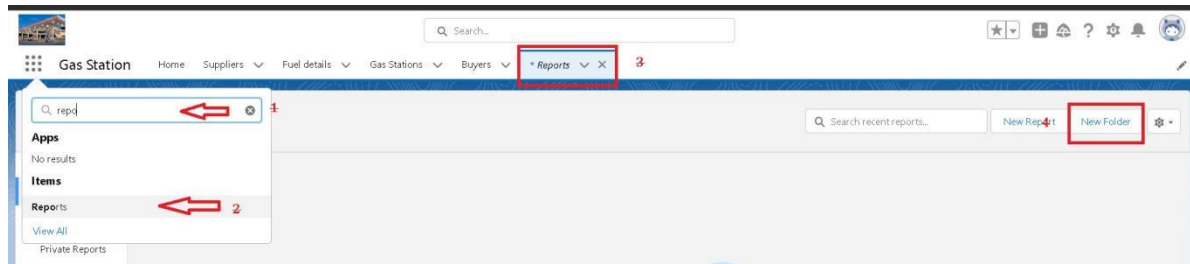 Search...
Gas Station Home Suppliers Fuel details Gas Stations Buyers * Reports 3
repo 1
Search recent reports... New Report 4 New Folder
Apps
No results
Items
Reports 2
View All
Private Reports